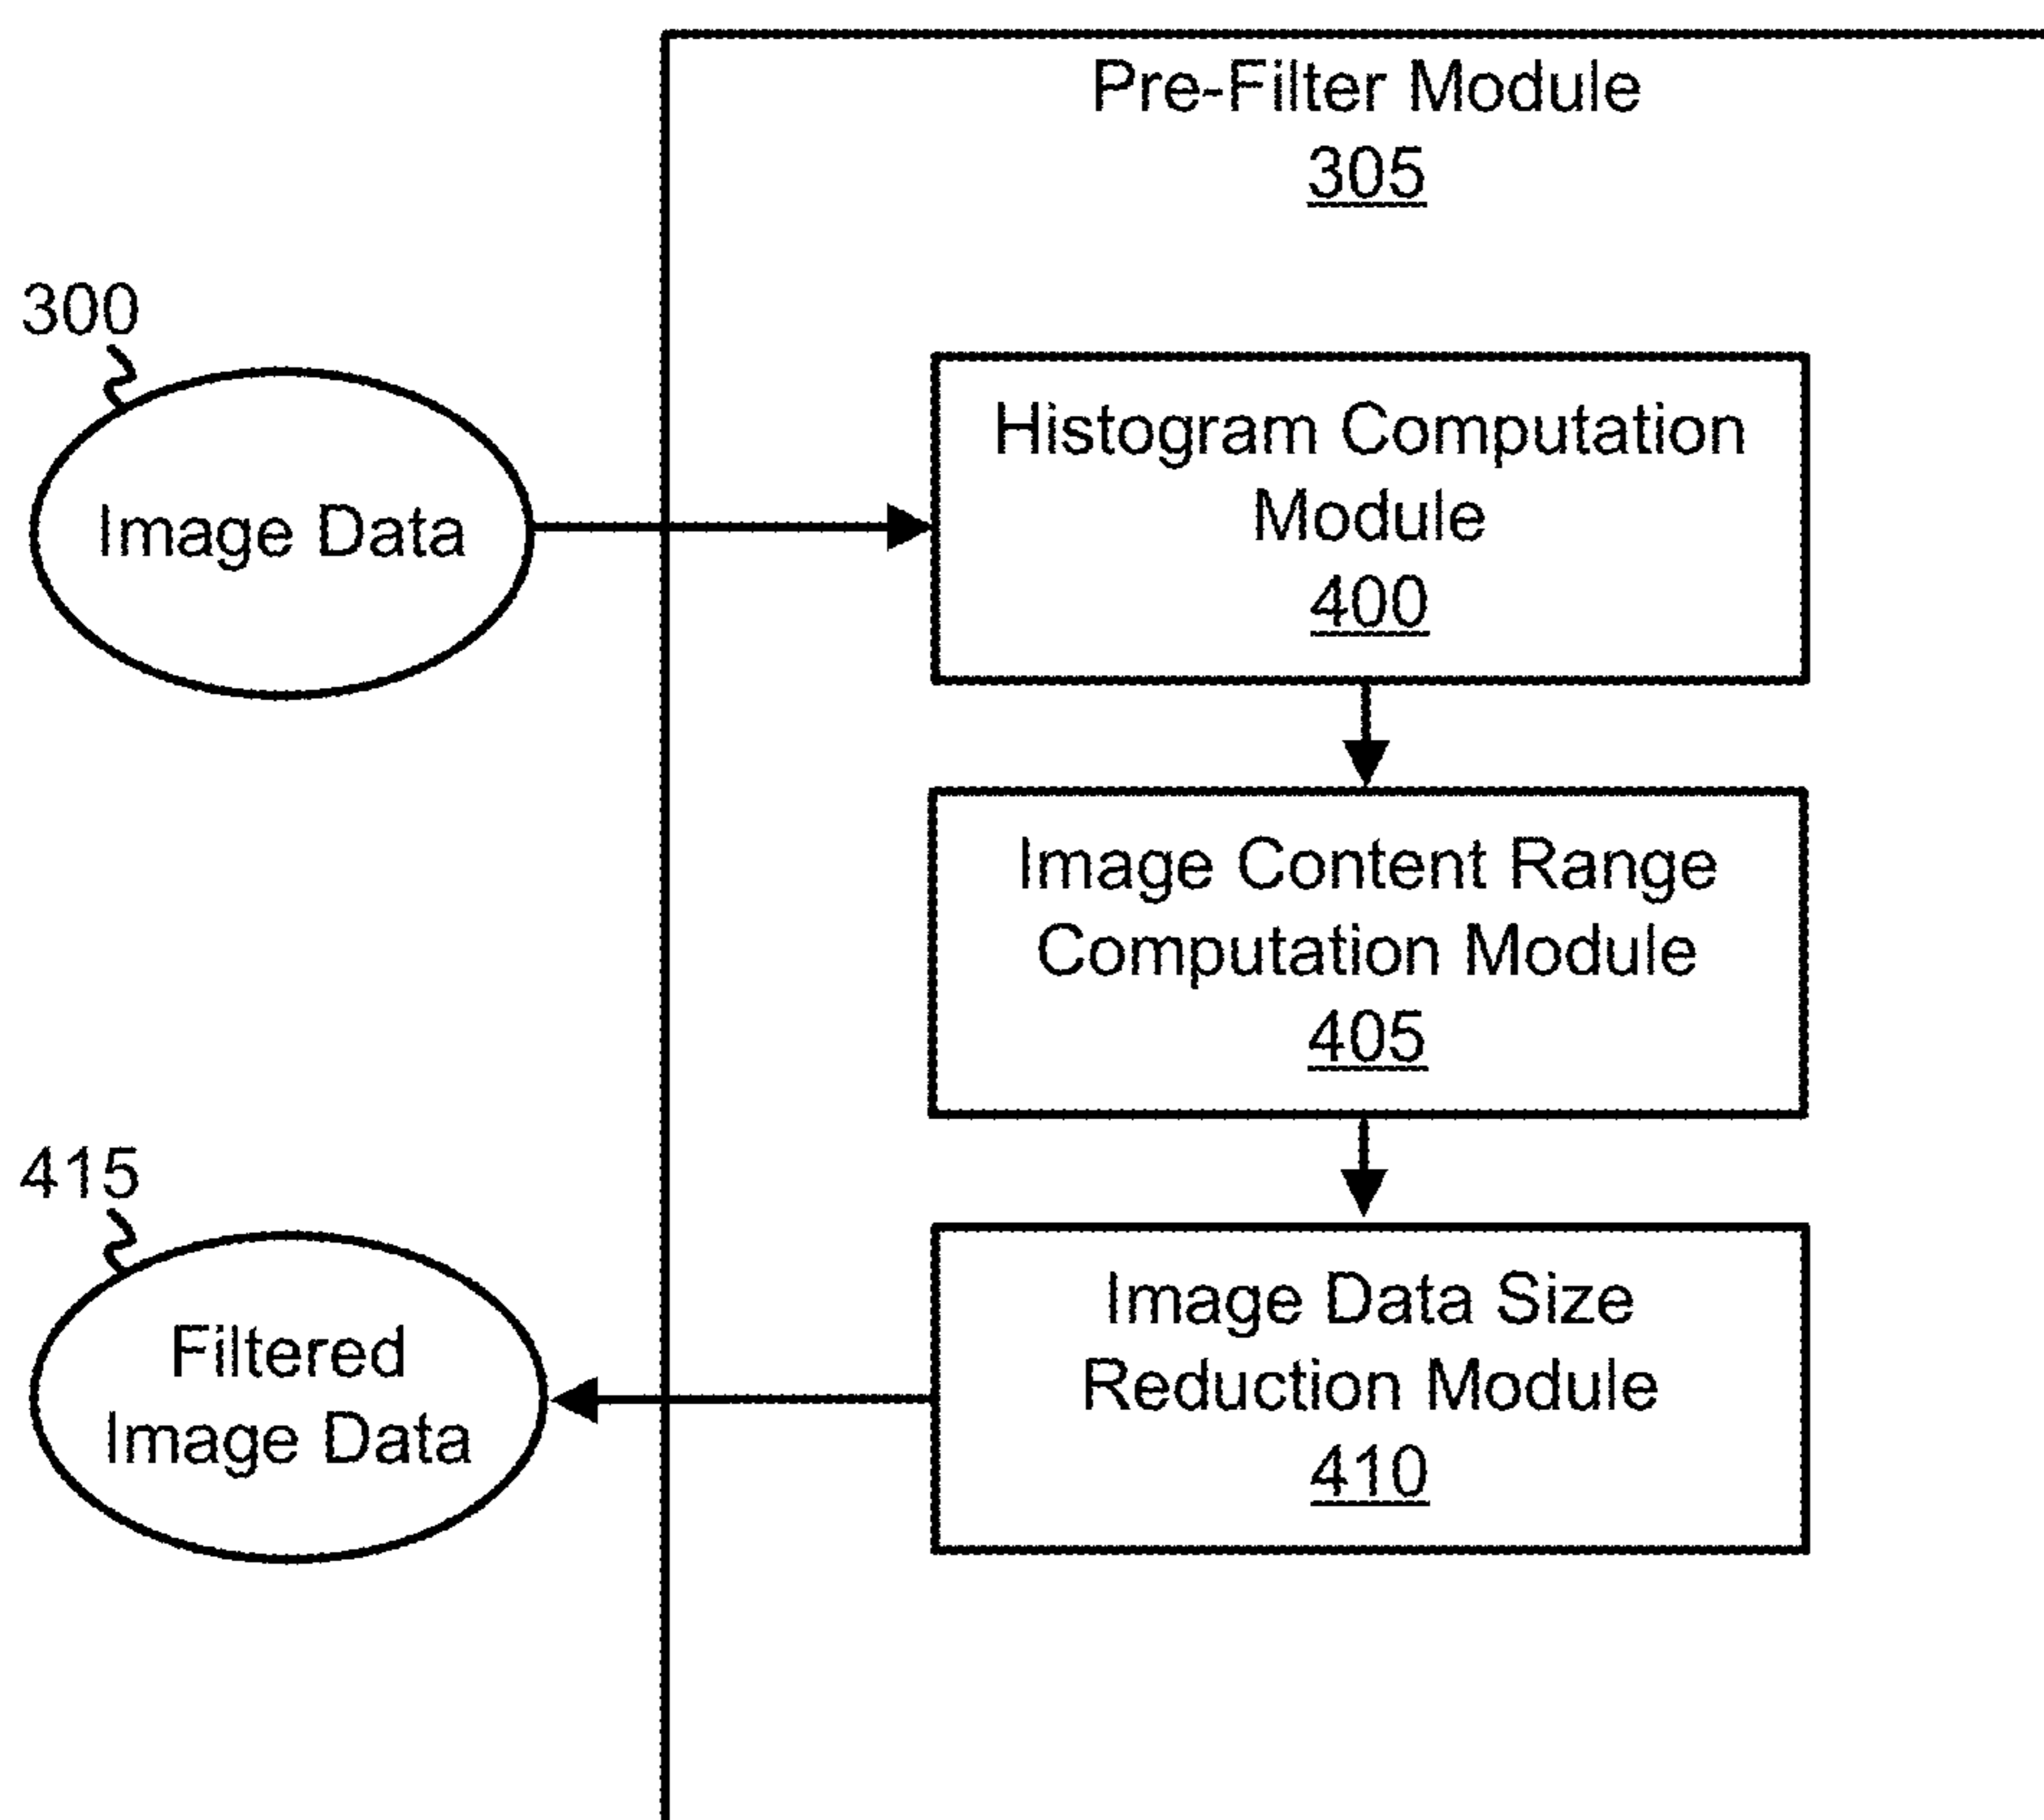 Pre-Filter Module
305
300
Image Data
Histogram Computation
Module
400
Image Content Range
Computation Module
405
415
Filtered
Image Data
Image Data Size
Reduction Module
410